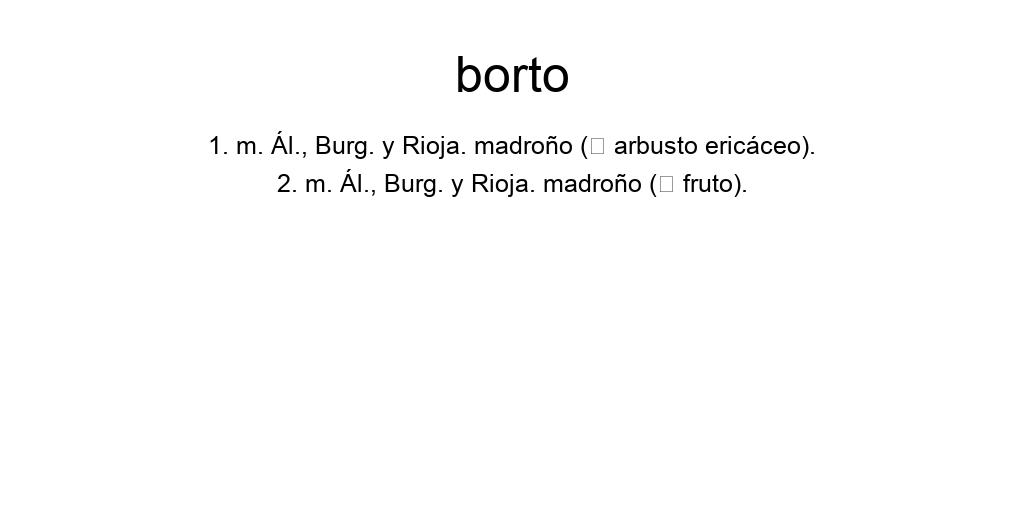 borto
1. m. Ál., Burg. y Rioja. madroño (□ arbusto ericáceo).
2. m. Ál., Burg. y Rioja. madroño (□ fruto).